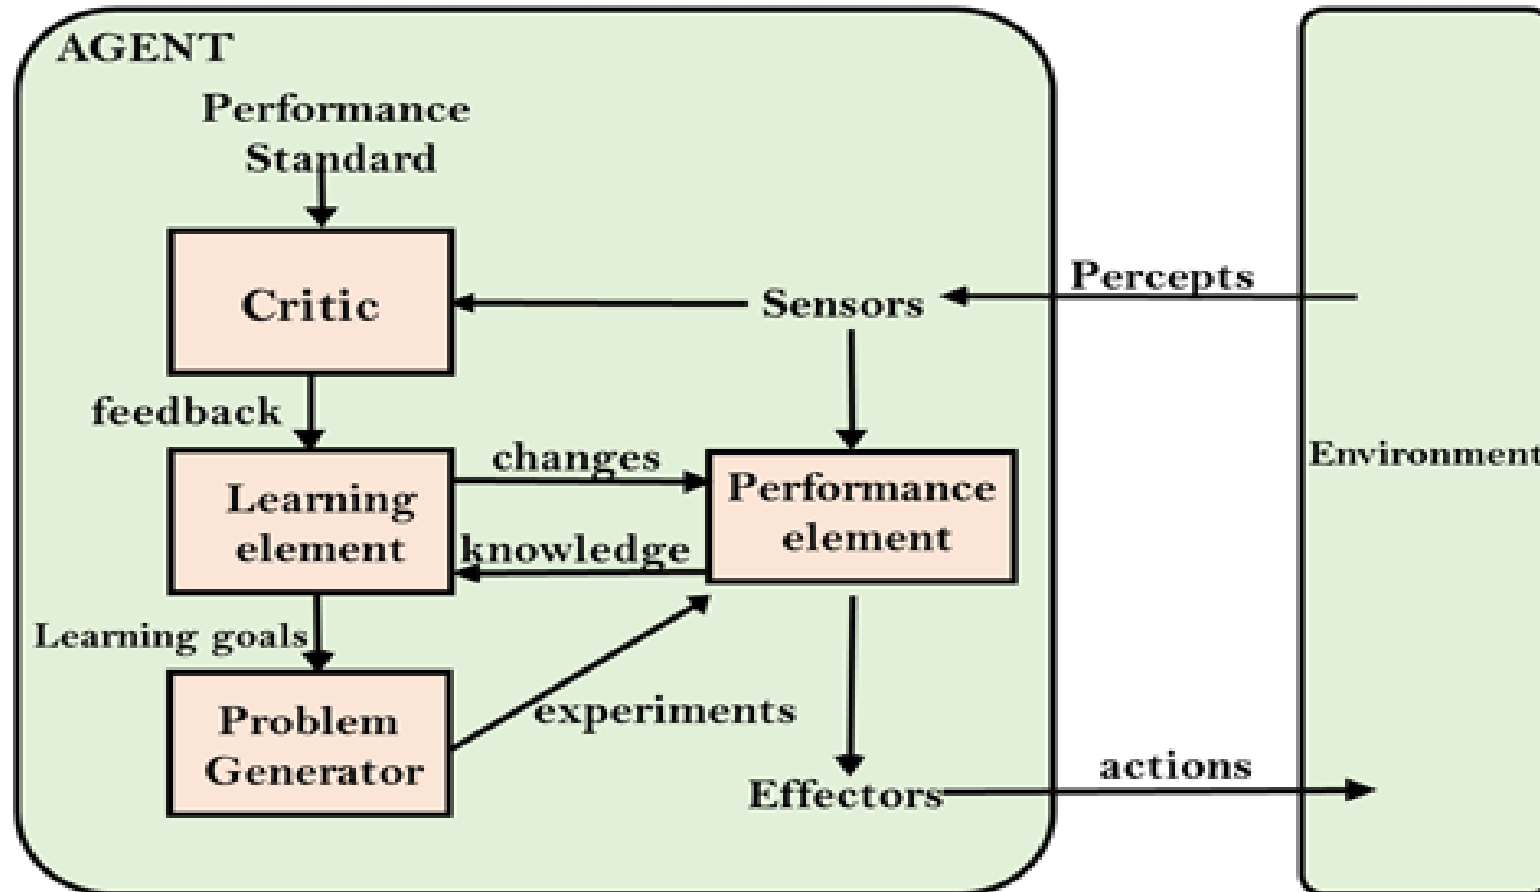 AGENT
Performance
Standard
Critic
Sensors
Percepts
feedback
changes
Learning
element
Performance
element
Environment
knowledge
Learning goals
Problem
Generator
experiments
Effectors
actions